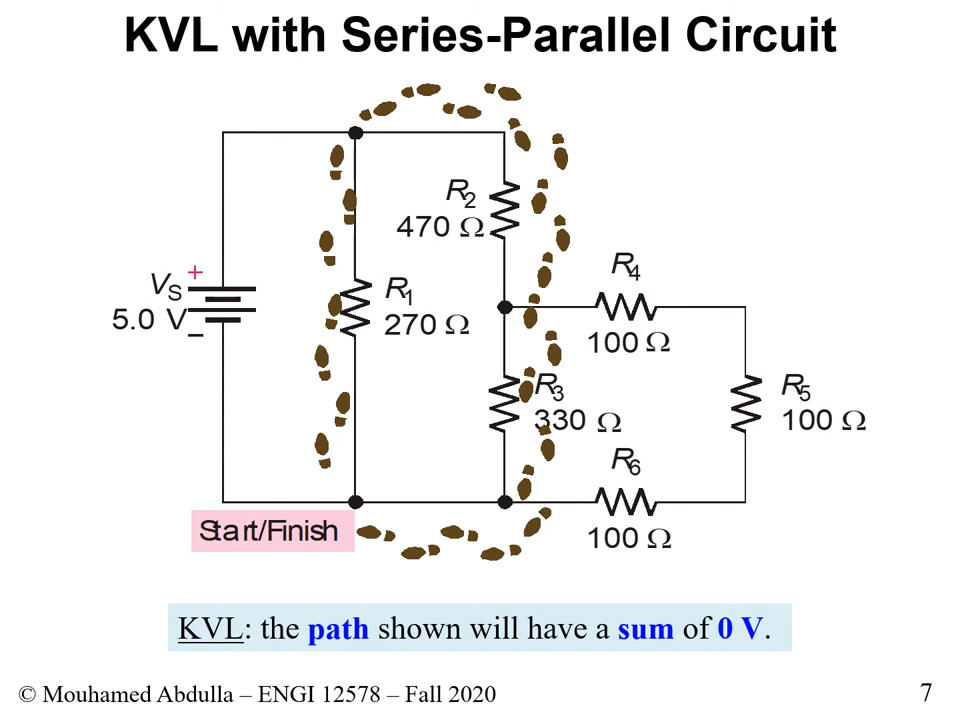 KVL with Series-Parallel Circuit
R2
470 Ω
R4
+
VS
5.0 V
−
R1
270 Ω
100 Ω
R3
330 Ω
R5
100 Ω
R6
Start/Finish
100 Ω
KVL: the path shown will have a sum of 0 V.
© Mouhamed Abdulla – ENGI 12578 – Fall 2020
7